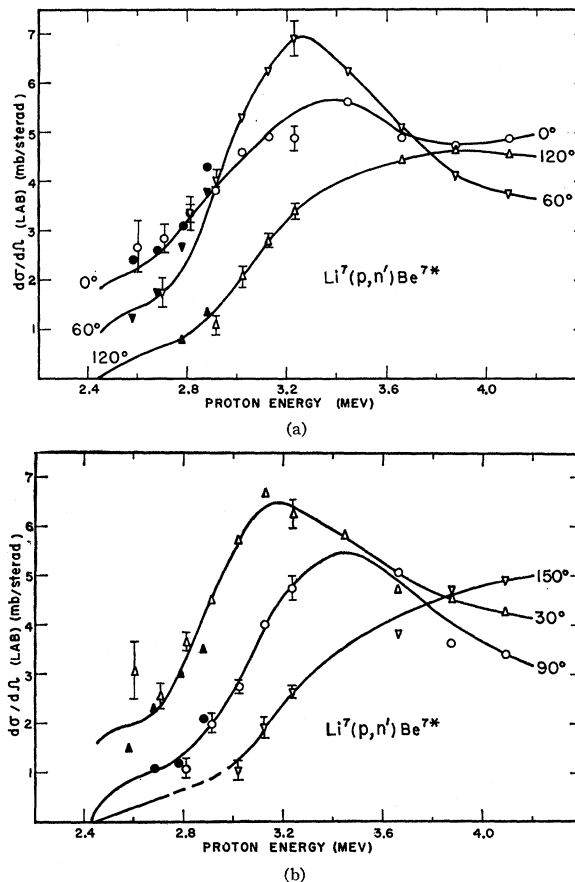 dσ/dΩ (LAB) (mb/sterad)
7
6
5
4
3
2
1
0°
60°
120°
0°
120°
60°
Li⁷(p,n′)Be⁷*
2.4 2.8 3.2 3.6 4.0
PROTON ENERGY (MEV)
(a)
dσ/dΩ (LAB) (mb/sterad)
7
6
5
4
3
2
1
150°
30°
90°
Li⁷(p,n′)Be⁷*
2.4 2.8 3.2 3.6 4.0
PROTON ENERGY (MEV)
(b)